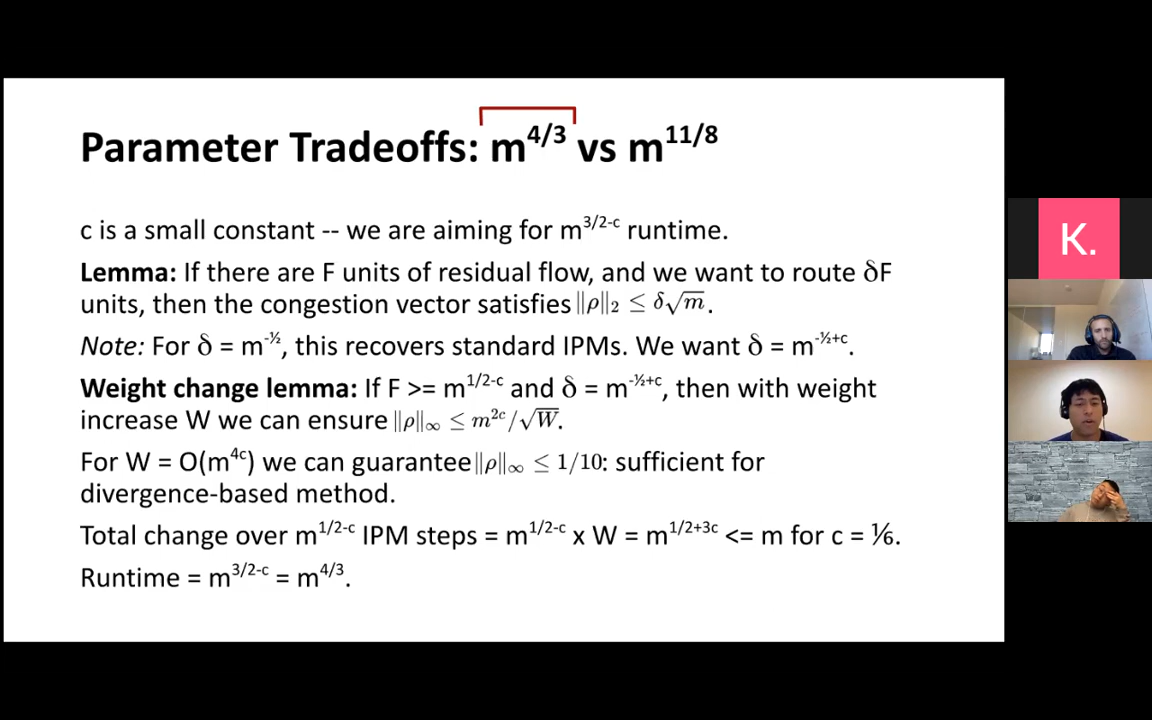 Parameter Tradeoffs: m^4/3 vs m^11/8
c is a small constant -- we are aiming for m^3/2-c runtime.
Lemma: If there are F units of residual flow, and we want to route δF
units, then the congestion vector satisfies ‖ρ‖₂ ≤ δ√m.
Note: For δ = m^-½, this recovers standard IPMs. We want δ = m^-½+c.
Weight change lemma: If F >= m^1/2-c and δ = m^-½+c, then with weight
increase W we can ensure ‖ρ‖∞ ≤ m^2c/√W.
For W = O(m^4c) we can guarantee ‖ρ‖∞ ≤ 1/10: sufficient for
divergence-based method.
Total change over m^1/2-c IPM steps = m^1/2-c x W = m^1/2+3c <= m for c = ⅙.
Runtime = m^3/2-c = m^4/3.
K.